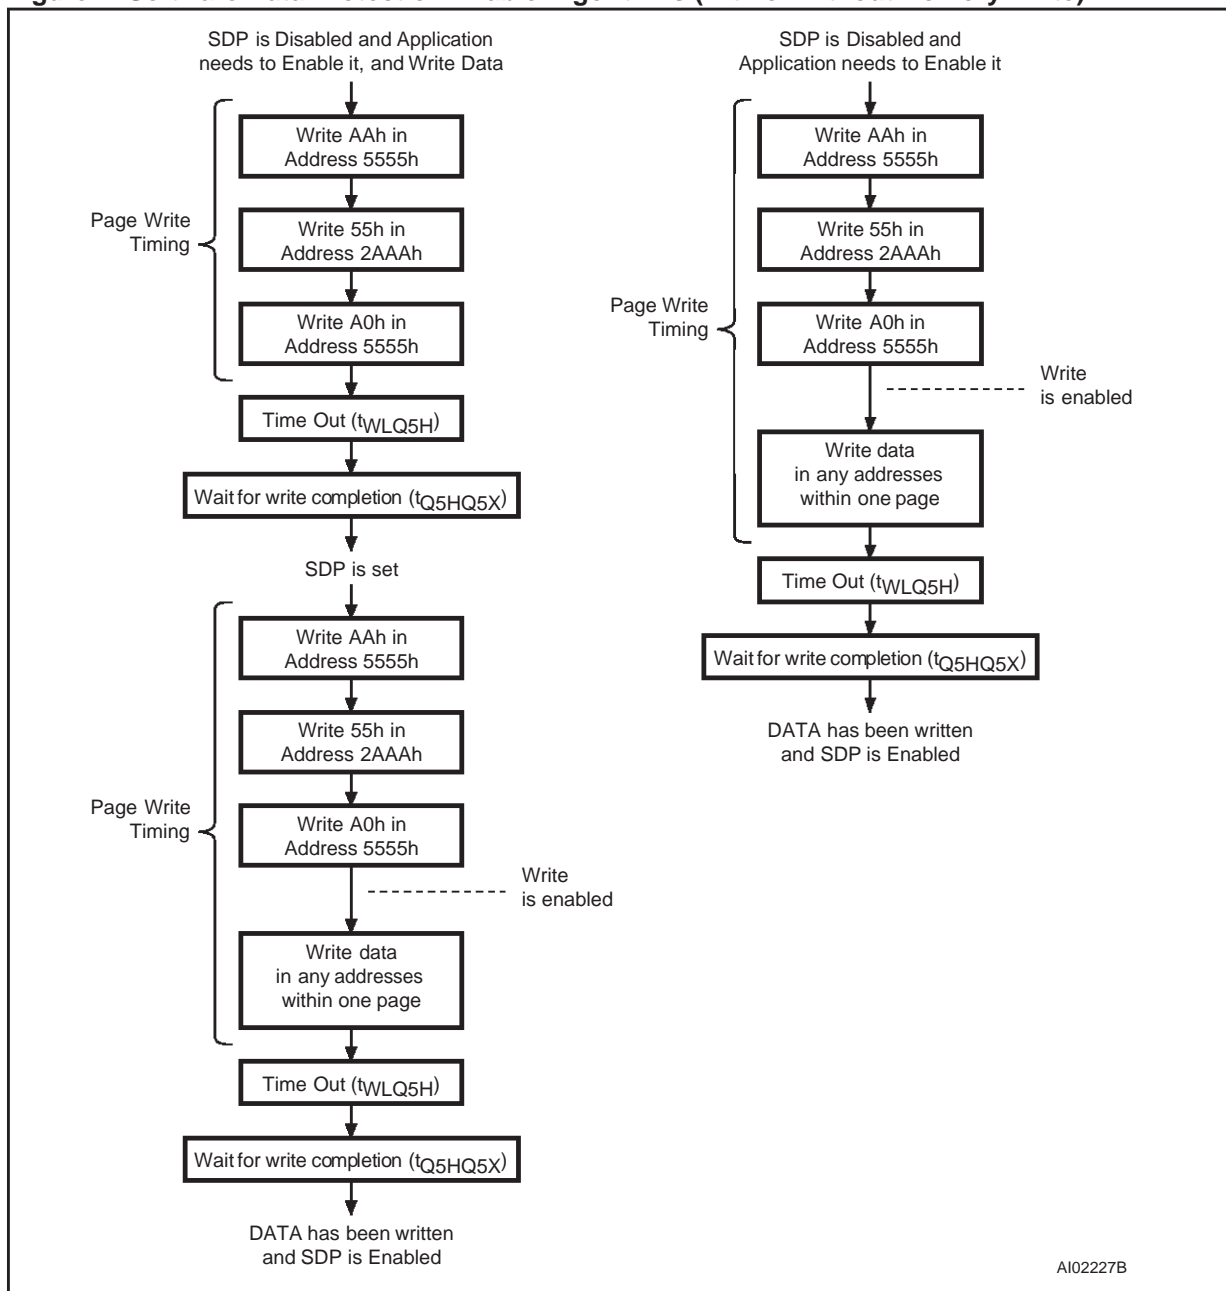 SDP is Disabled and Application
needs to Enable it, and Write Data
Write AAh in
Address 5555h
Page Write
Timing
Write 55h in
Address 2AAAh
Write A0h in
Address 5555h
Time Out (tWLQ5H)
Wait for write completion (tQ5HQ5X)
SDP is set
Write AAh in
Address 5555h
Write 55h in
Address 2AAAh
Page Write
Timing
Write A0h in
Address 5555h
Write
is enabled
Write data
in any addresses
within one page
Time Out (tWLQ5H)
Wait for write completion (tQ5HQ5X)
DATA has been written
and SDP is Enabled
SDP is Disabled and
Application needs to Enable it
Write AAh in
Address 5555h
Write 55h in
Address 2AAAh
Page Write
Timing
Write A0h in
Address 5555h
Write
is enabled
Write data
in any addresses
within one page
Time Out (tWLQ5H)
Wait for write completion (tQ5HQ5X)
DATA has been written
and SDP is Enabled
AI02227B